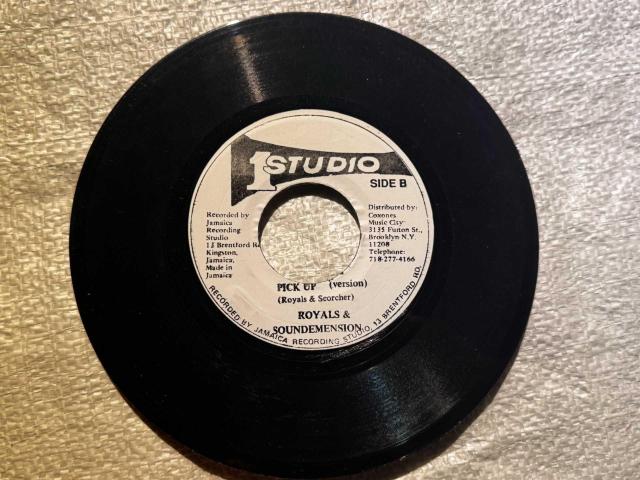 1 STUDIO
SIDE B
Recorded by
Jamaica
Recording
Studio
13 Brentford R
Kingston,
Jamaica,
Made in
Jamaica
Distributed by:
Coxones
Music City
3135 Fulton St.,
Brooklyn N.Y.
11208
Telephone:
718-277-4166
PICK UP (version)
(Royals & Scorcher)
ROYALS &
SOUNDEMENSION
RECORDED BY JAMAICA RECORDING STUDIO, 13 BRENTFORD RD.